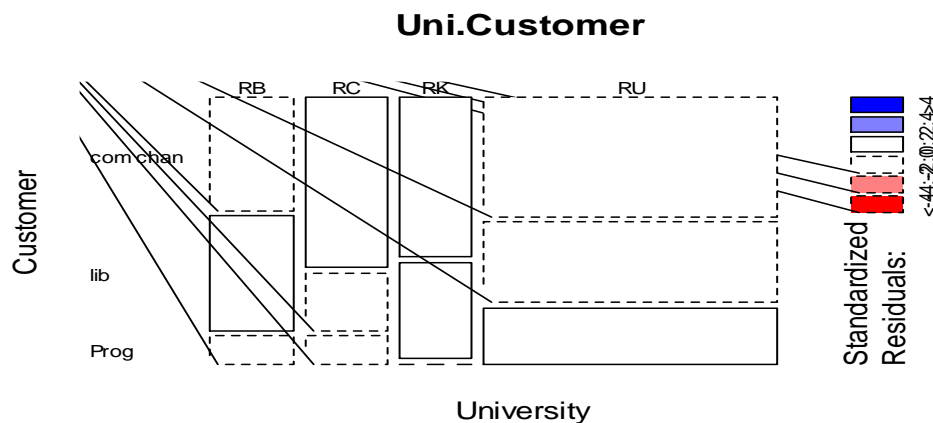 Uni.Customer
RB RC RK RU
com chan
lib
Prog
Customer
University
Standardized
Residuals: